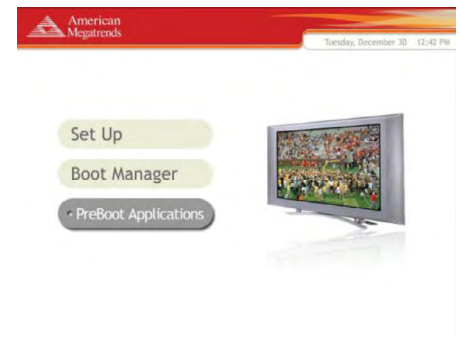 American
Megatrends
Tuesday, December 30 12:42 PM
Set Up
Boot Manager
PreBoot Applications